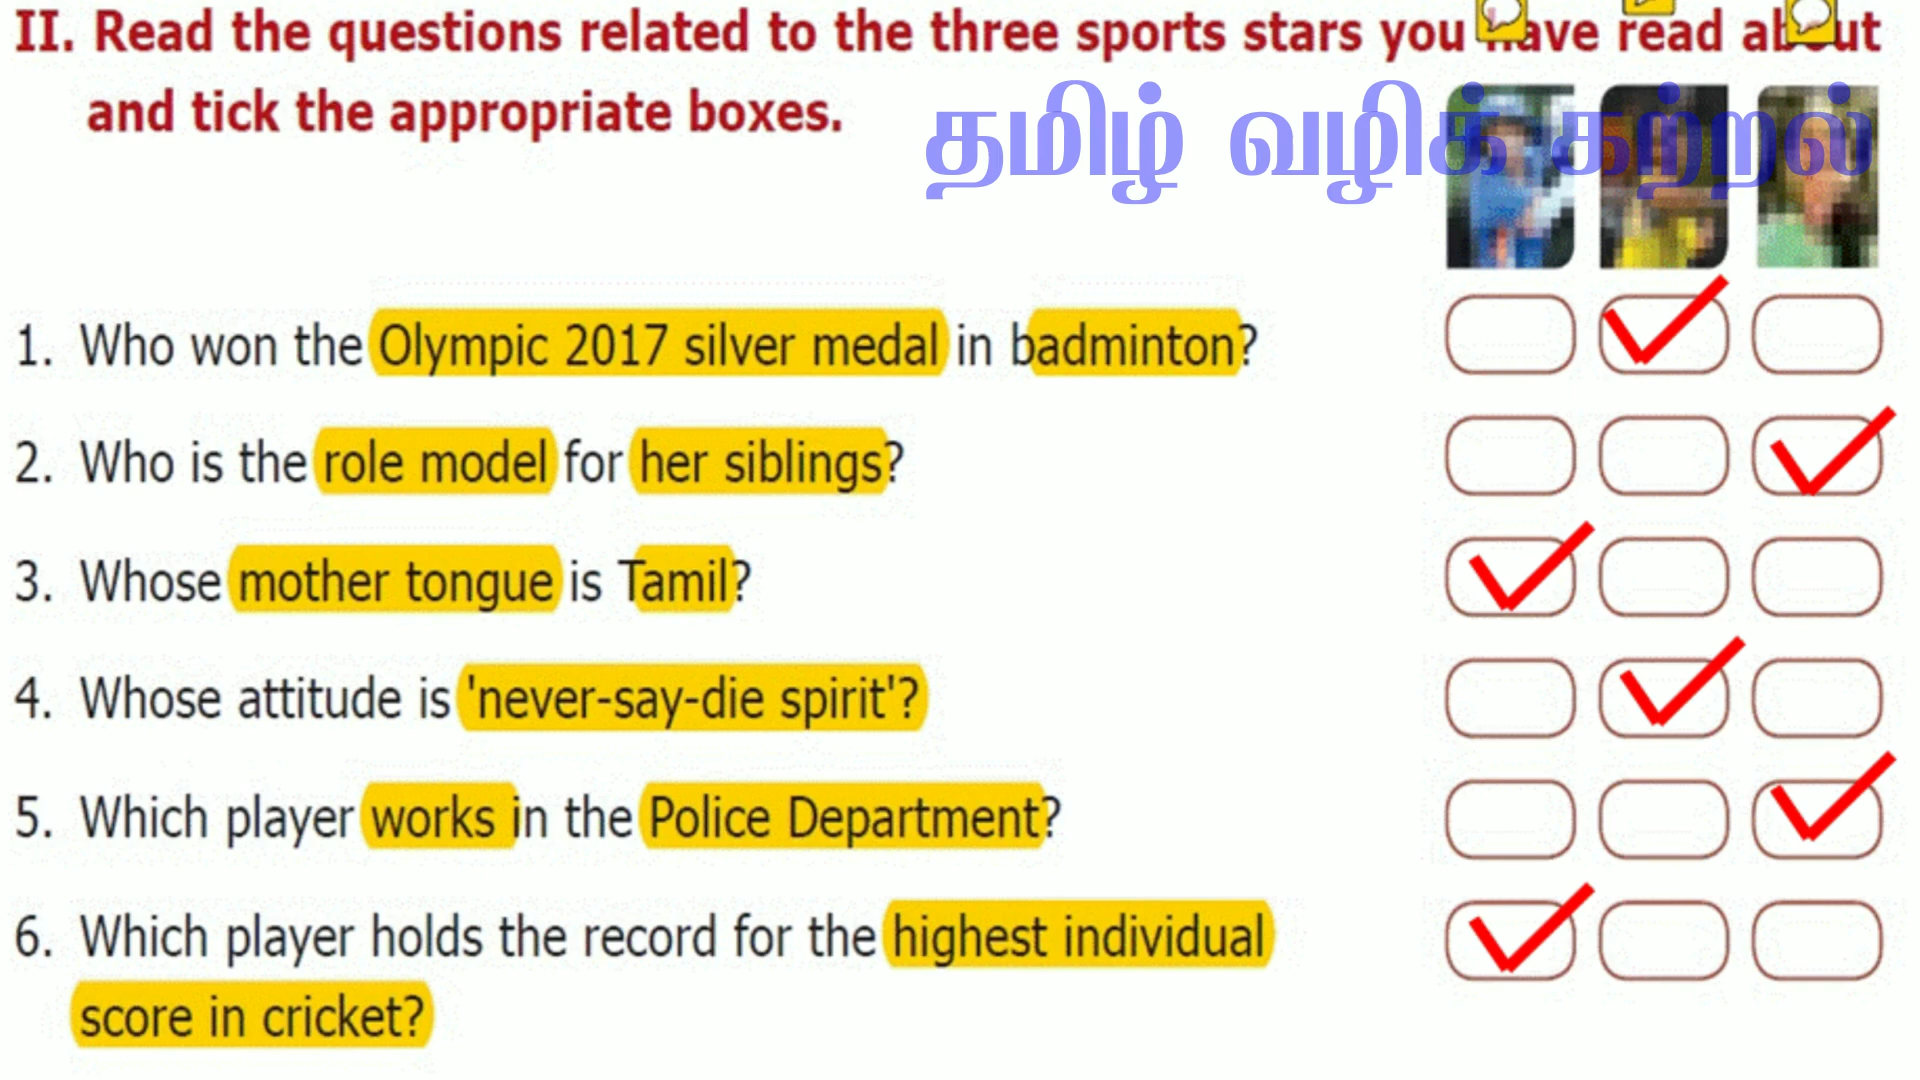 II. Read the questions related to the three sports stars you have read about
and tick the appropriate boxes.
தமிழ் வழிக் கற்றல்
1. Who won the Olympic 2017 silver medal in badminton?
2. Who is the role model for her siblings?
3. Whose mother tongue is Tamil?
4. Whose attitude is 'never-say-die spirit'?
5. Which player works in the Police Department?
6. Which player holds the record for the highest individual
score in cricket?